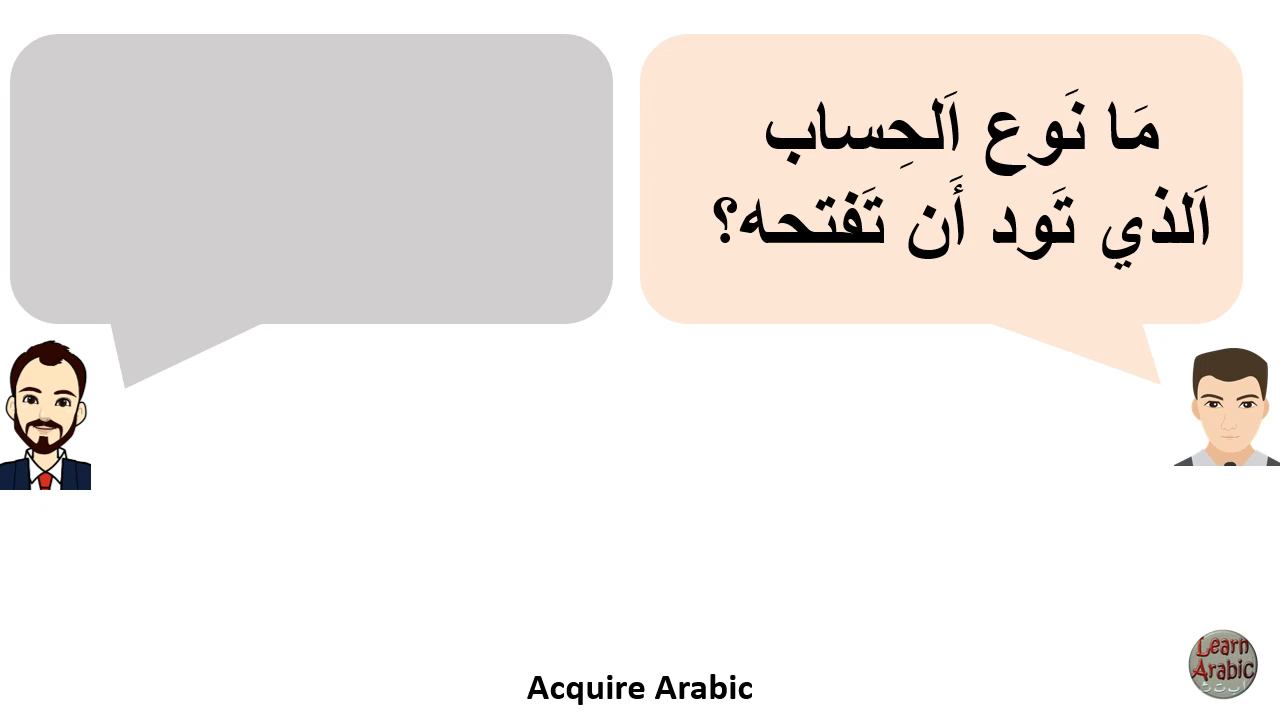 مَا نَوع اَلحِساب
اَلذي تَود أَن تَفتحه؟
Acquire Arabic
Learn
Arabic